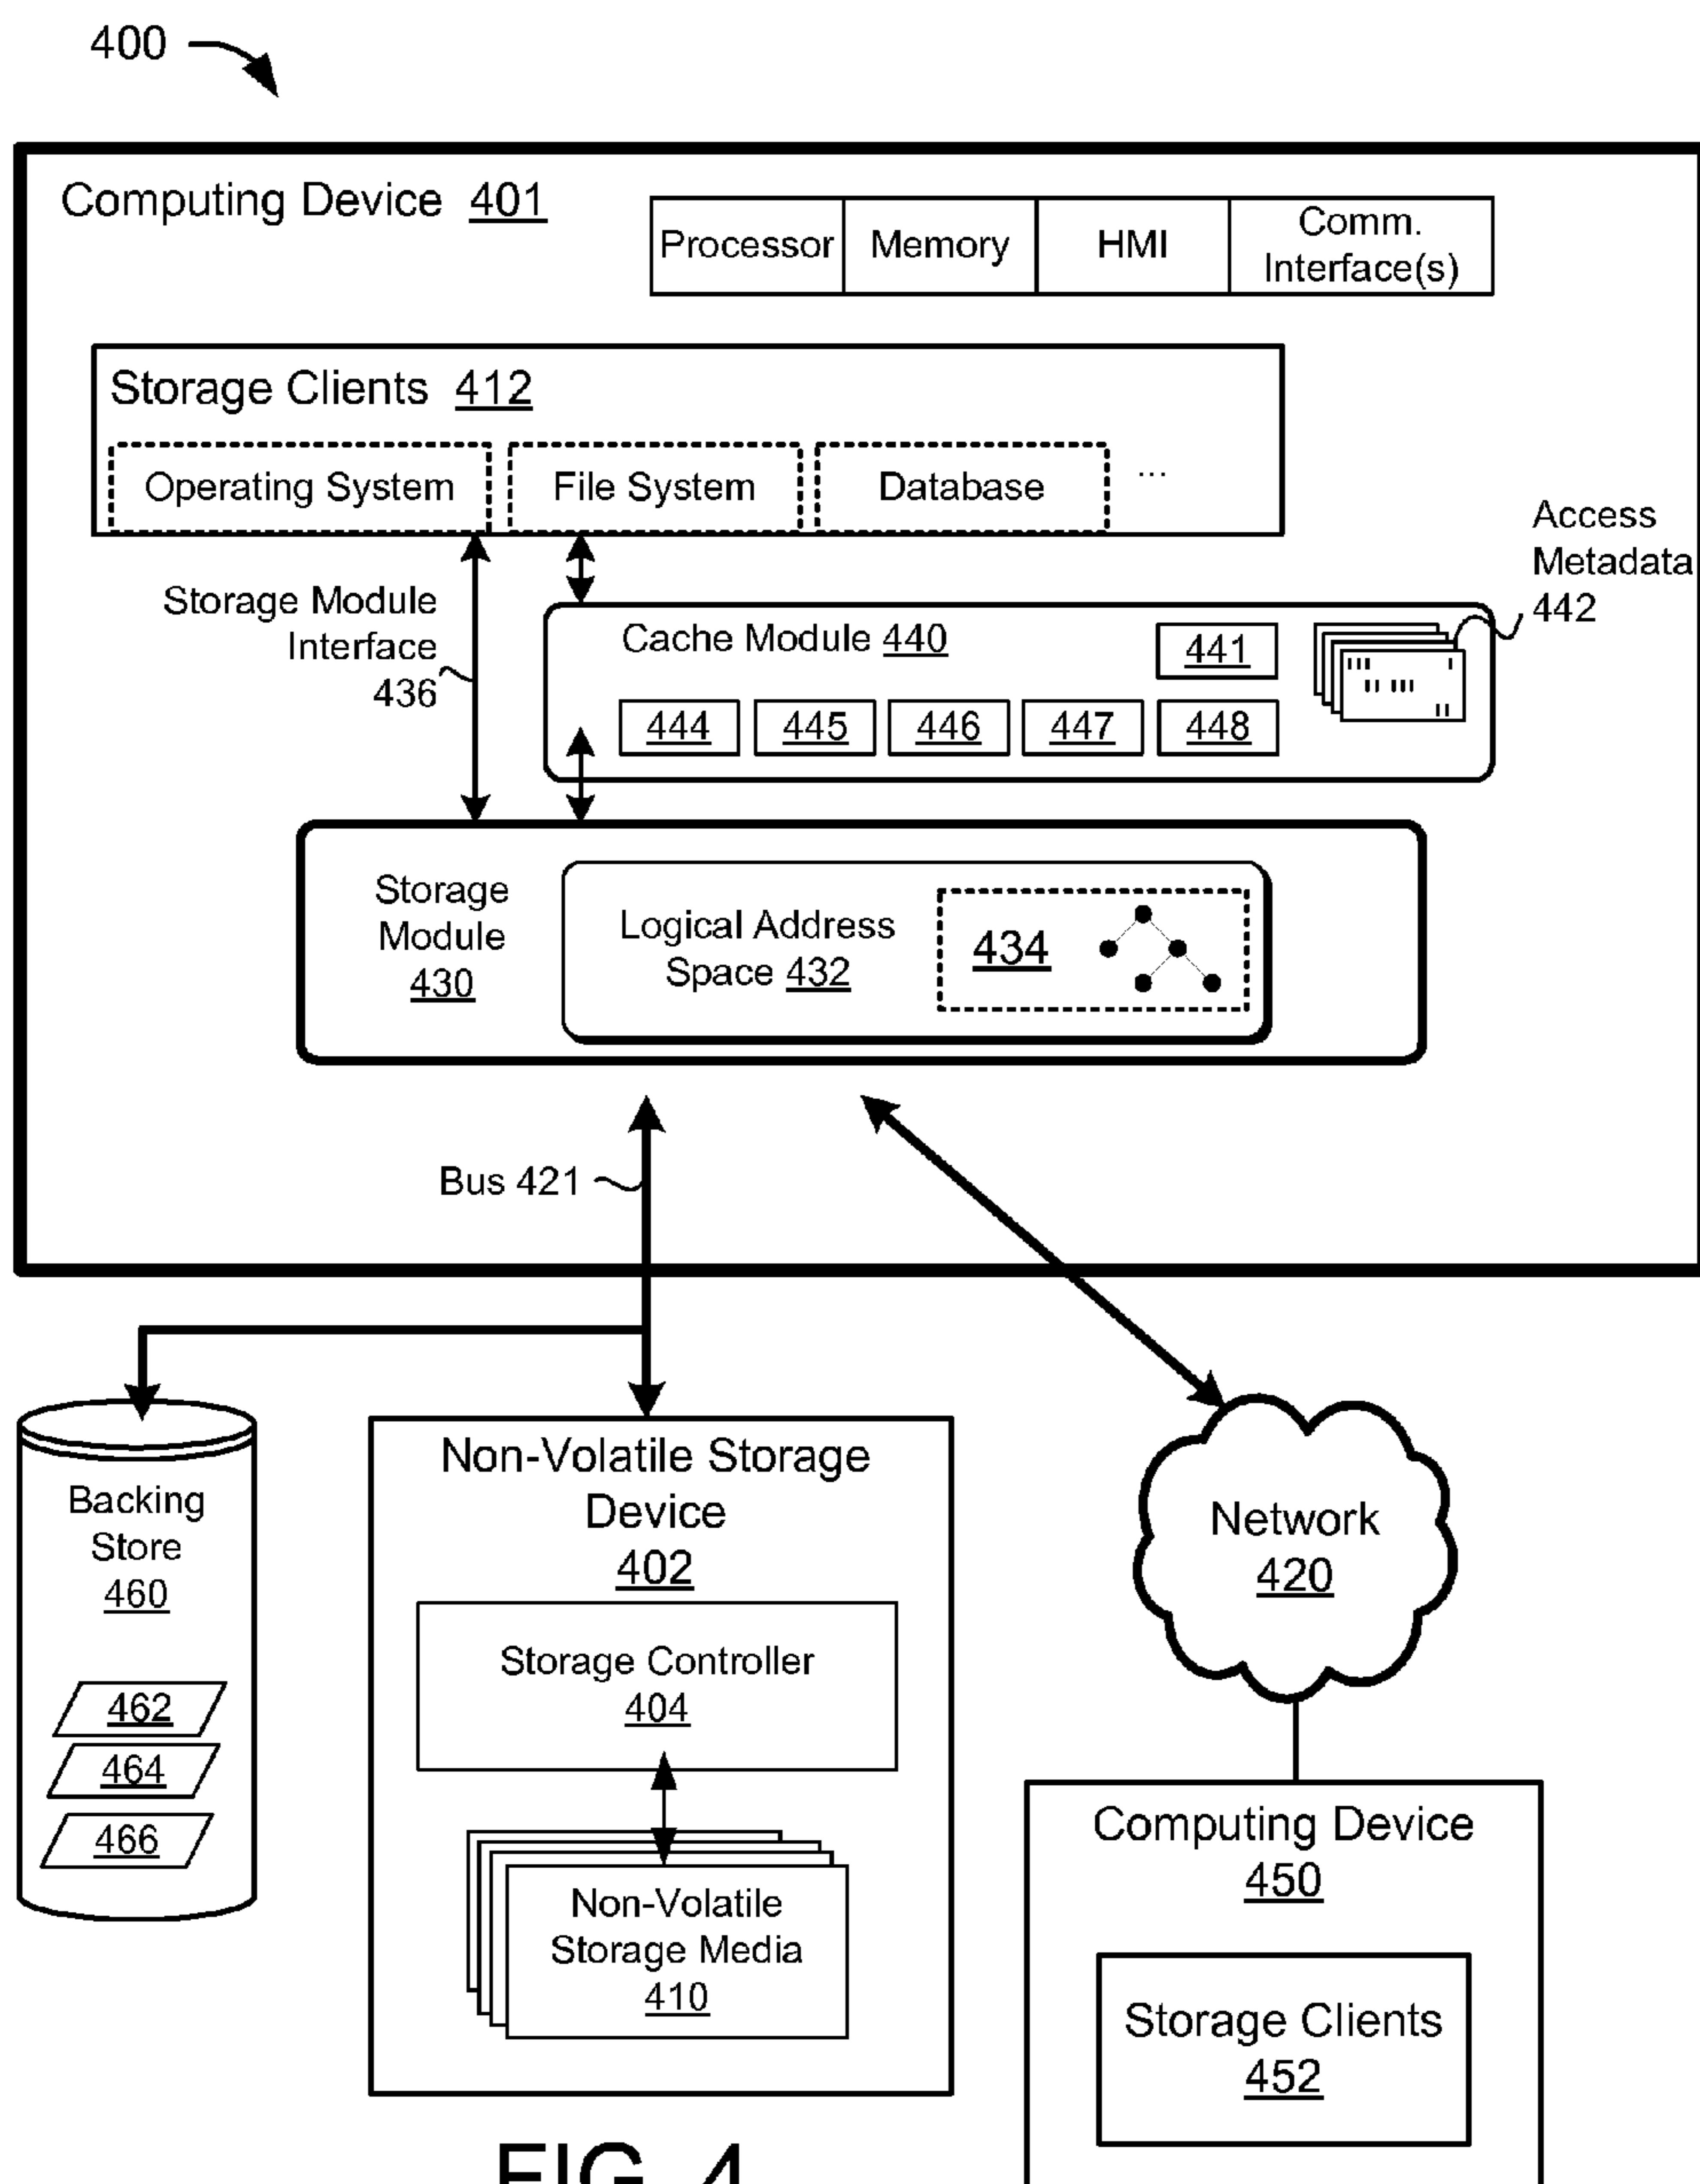 400
Computing Device 401
Processor
Memory
HMI
Comm.
Interface(s)
Storage Clients 412
Operating System
File System
Database
...
Access
Metadata
442
Storage Module
Interface
436
Cache Module 440
441
444
445
446
447
448
Storage
Module
430
Logical Address
Space 432
434
Bus 421
Backing
Store
460
462
464
466
Non-Volatile Storage
Device
402
Storage Controller
404
Non-Volatile
Storage Media
410
Network
420
Computing Device
450
Storage Clients
452
FIG. 4